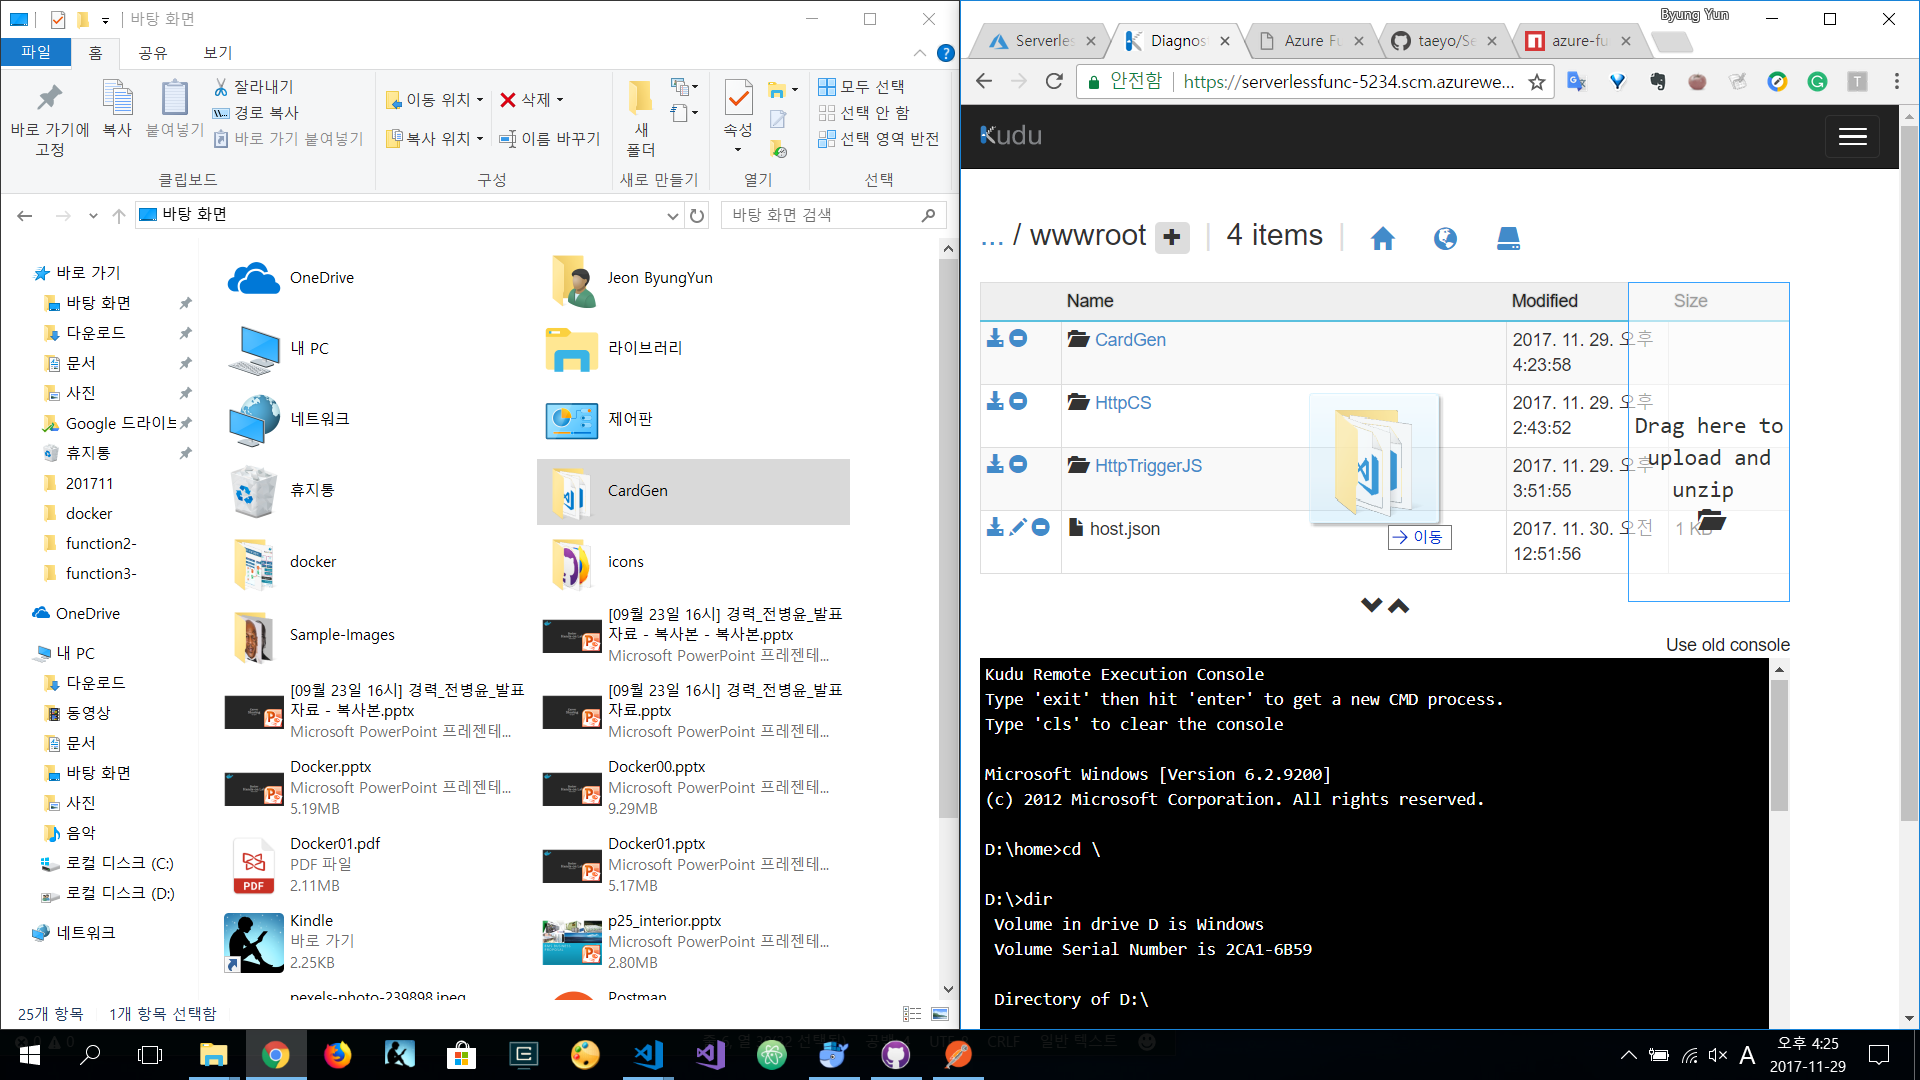 바탕 화면
파일
홈
공유
보기
바로 가기에
고정
복사
붙여넣기
잘라내기
경로 복사
바로 가기 붙여넣기
클립보드
이동 위치
복사 위치
삭제
이름 바꾸기
구성
새
폴더
새로 만들기
속성
열기
모두 선택
선택 안 함
선택 영역 반전
선택
바탕 화면
바탕 화면 검색
바로 가기
바탕 화면
다운로드
문서
사진
Google 드라이브
휴지통
201711
docker
function2-
function3-
OneDrive
내 PC
다운로드
동영상
문서
바탕 화면
사진
음악
로컬 디스크 (C:)
로컬 디스크 (D:)
네트워크
OneDrive
Jeon ByungYun
내 PC
라이브러리
네트워크
제어판
휴지통
CardGen
docker
icons
Sample-Images
[09월 23일 16시] 경력_전병윤_발표
자료 - 복사본 - 복사본.pptx
Microsoft PowerPoint 프레젠테...
[09월 23일 16시] 경력_전병윤_발표
자료 - 복사본.pptx
Microsoft PowerPoint 프레젠테...
[09월 23일 16시] 경력_전병윤_발표
자료.pptx
Microsoft PowerPoint 프레젠테...
Docker.pptx
Microsoft PowerPoint 프레젠테...
5.19MB
Docker00.pptx
Microsoft PowerPoint 프레젠테...
9.29MB
Docker01.pdf
PDF 파일
2.11MB
PDF
Docker01.pptx
Microsoft PowerPoint 프레젠테...
5.17MB
Kindle
바로 가기
2.25KB
p25_interior.pptx
Microsoft PowerPoint 프레젠테...
2.80MB
pexels-photo-239898.jpeg
Postman
25개 항목
1개 항목 선택함
Byung Yun
Serverles
Diagnos
Azure Fu
taeyo/Se
azure-fu
안전함
https://serverlessfunc-5234.scm.azurewe...
Kudu
... / wwwroot
4 items
Name Modified Size
CardGen 2017. 11. 29. 오후
4:23:58
HttpCS 2017. 11. 29. 오후
2:43:52
HttpTriggerJS 2017. 11. 29. 오후
3:51:55
host.json 2017. 11. 30. 오전 1 KB
12:51:56
Drag here to
upload and
unzip
이동
Use old console
Kudu Remote Execution Console
Type 'exit' then hit 'enter' to get a new CMD process.
Type 'cls' to clear the console
Microsoft Windows [Version 6.2.9200]
(c) 2012 Microsoft Corporation. All rights reserved.
D:\home>cd \
D:\>dir
Volume in drive D is Windows
Volume Serial Number is 2CA1-6B59
Directory of D:\
CRLF
일반 텍스트
A
오후 4:25
2017-11-29